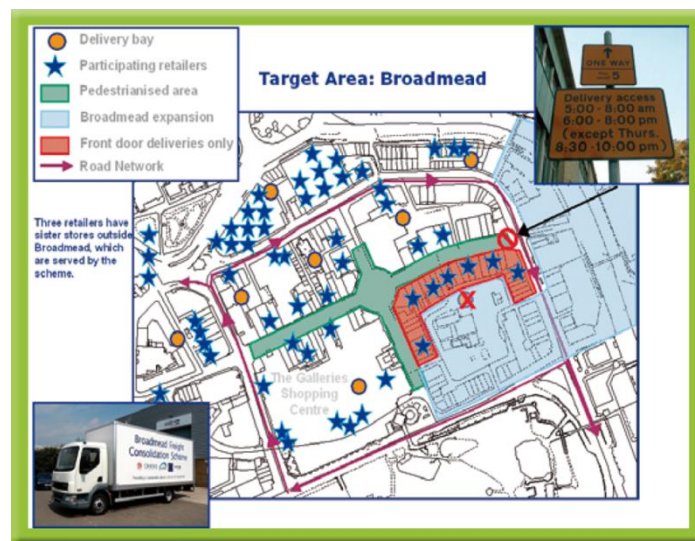 Delivery bay
Participating retailers
Pedestrianised area
Broadmead expansion
Front door deliveries only
Road Network
Target Area: Broadmead
ONE WAY
5
Delivery access
5:00 - 8:00 am
6:00 - 8:00 pm
(except Thurs.
8:30 - 10:00 pm)
Three retailers have
sister stores outside
Broadmead, which
are served by the
scheme.
X
The Galleries
Shopping
Centre
Broadmead Freight
Consolidation Scheme